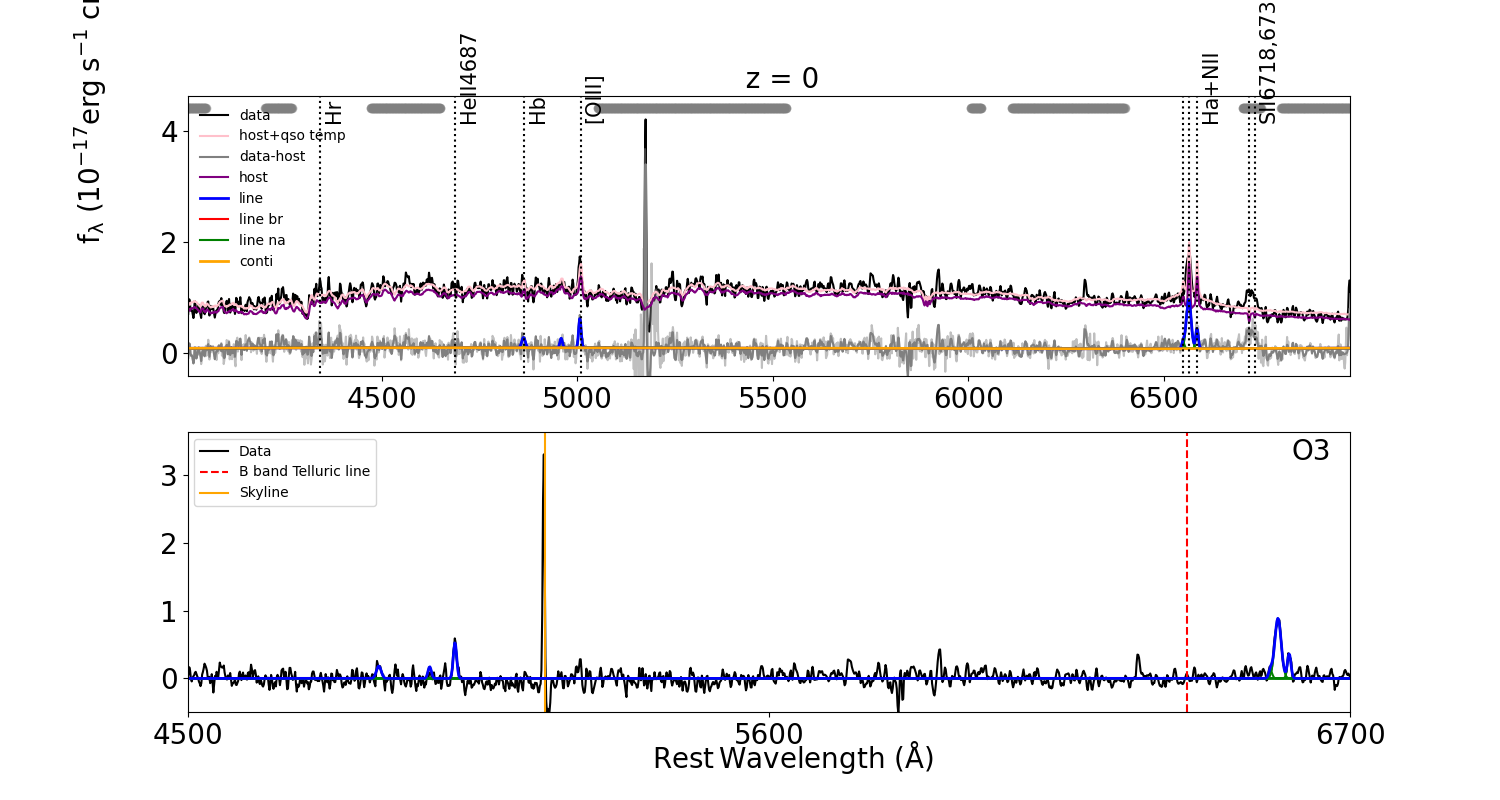 z = 0
f_λ (10^−17 erg s^−1 c
Hr
HeII4687
Hb
[OIII]
Ha+NII
SII6718,673
data
host+qso temp
data-host
host
line
line br
line na
conti
4
2
0
4500 5000 5500 6000 6500
O3
Data
B band Telluric line
Skyline
3
2
1
0
4500 5600 6700
Rest Wavelength (Å)